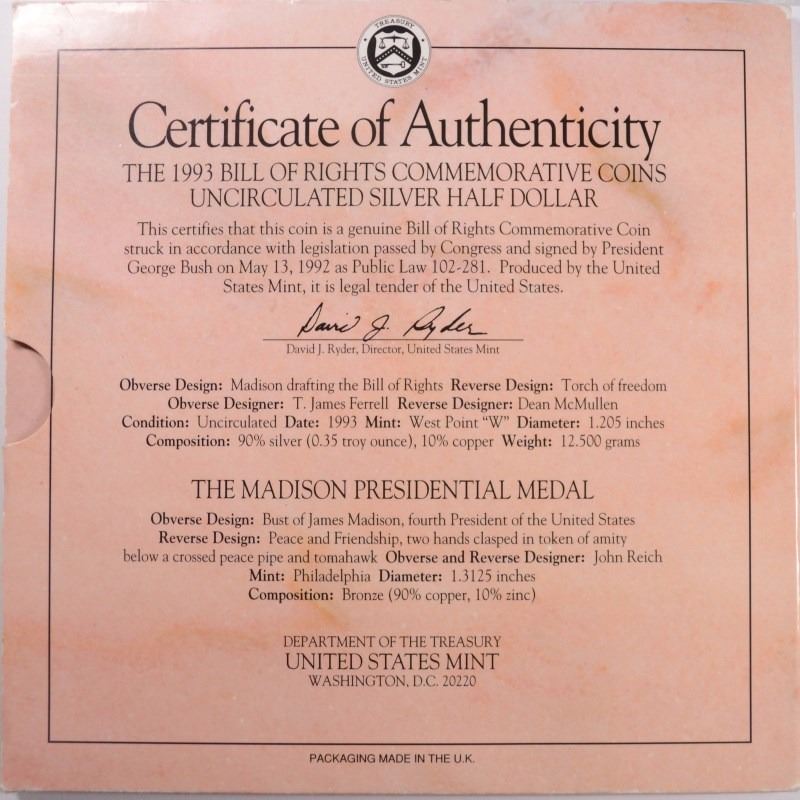 TREASURY
UNITED STATES MINT
Certificate of Authenticity
THE 1993 BILL OF RIGHTS COMMEMORATIVE COINS
UNCIRCULATED SILVER HALF DOLLAR
This certifies that this coin is a genuine Bill of Rights Commemorative Coin
struck in accordance with legislation passed by Congress and signed by President
George Bush on May 13, 1992 as Public Law 102-281. Produced by the United
States Mint, it is legal tender of the United States.
David J. Ryder
David J. Ryder, Director, United States Mint
Obverse Design: Madison drafting the Bill of Rights Reverse Design: Torch of freedom
Obverse Designer: T. James Ferrell Reverse Designer: Dean McMullen
Condition: Uncirculated Date: 1993 Mint: West Point "W" Diameter: 1.205 inches
Composition: 90% silver (0.35 troy ounce), 10% copper Weight: 12.500 grams
THE MADISON PRESIDENTIAL MEDAL
Obverse Design: Bust of James Madison, fourth President of the United States
Reverse Design: Peace and Friendship, two hands clasped in token of amity
below a crossed peace pipe and tomahawk Obverse and Reverse Designer: John Reich
Mint: Philadelphia Diameter: 1.3125 inches
Composition: Bronze (90% copper, 10% zinc)
DEPARTMENT OF THE TREASURY
UNITED STATES MINT
WASHINGTON, D.C. 20220
PACKAGING MADE IN THE U.K.